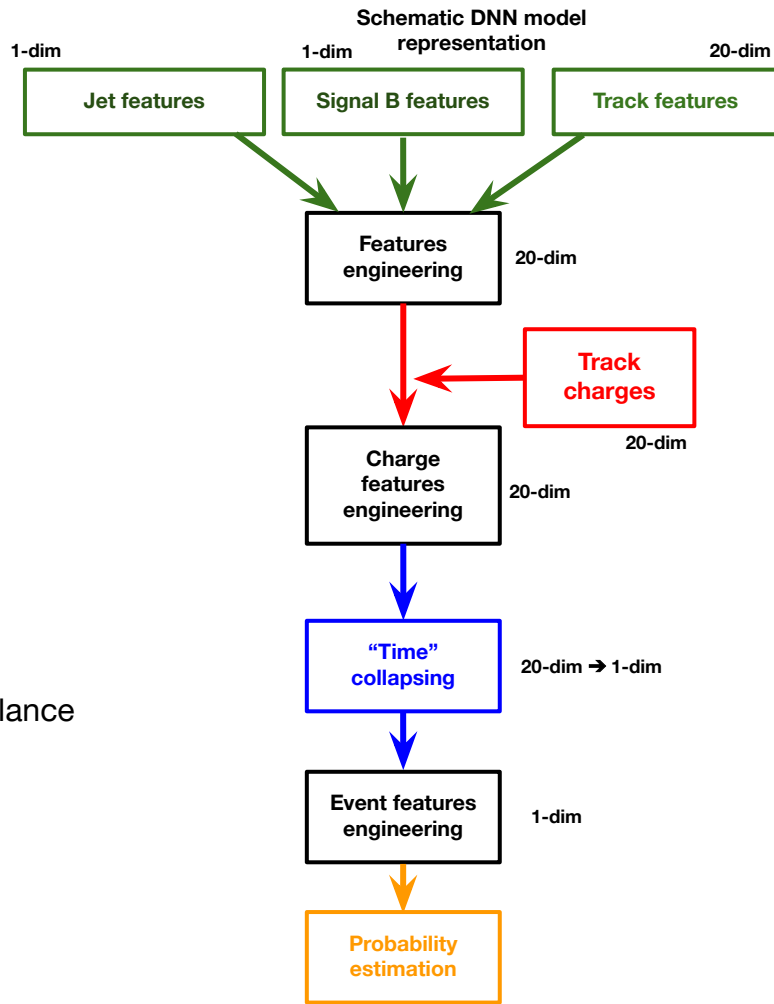 Schematic DNN model
representation
1-dim
1-dim
20-dim
Jet features
Signal B features
Track features
Features
engineering
20-dim
Track
charges
20-dim
Charge
features
engineering
20-dim
“Time”
collapsing
20-dim ➔ 1-dim
lance
Event features
engineering
1-dim
Probability
estimation